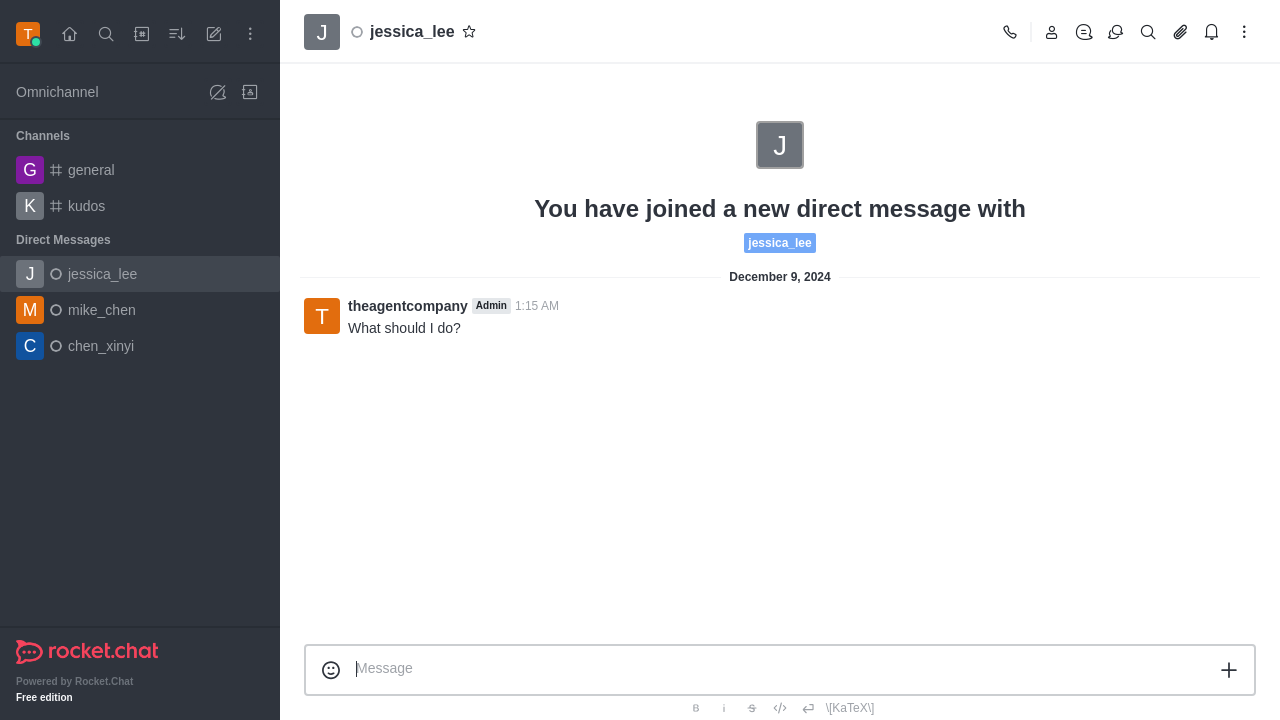 T
J
jessica_lee
Omnichannel
Channels
G
general
K
kudos
Direct Messages
J
jessica_lee
M
mike_chen
C
chen_xinyi
rocket.chat
Powered by Rocket.Chat
Free edition
J
You have joined a new direct message with
jessica_lee
December 9, 2024
T
theagentcompany Admin 1:15 AM
What should I do?
Message
B i S </> \[KaTeX\]